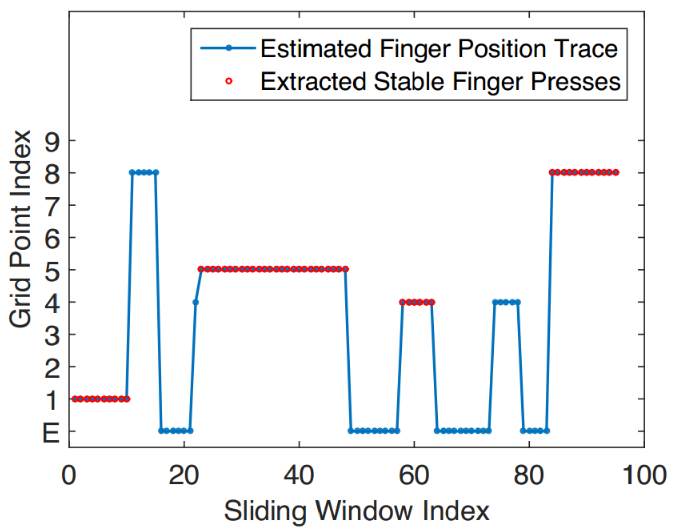 Estimated Finger Position Trace
Extracted Stable Finger Presses
Grid Point Index
9
8
7
6
5
4
3
2
1
E
0 20 40 60 80 100
Sliding Window Index